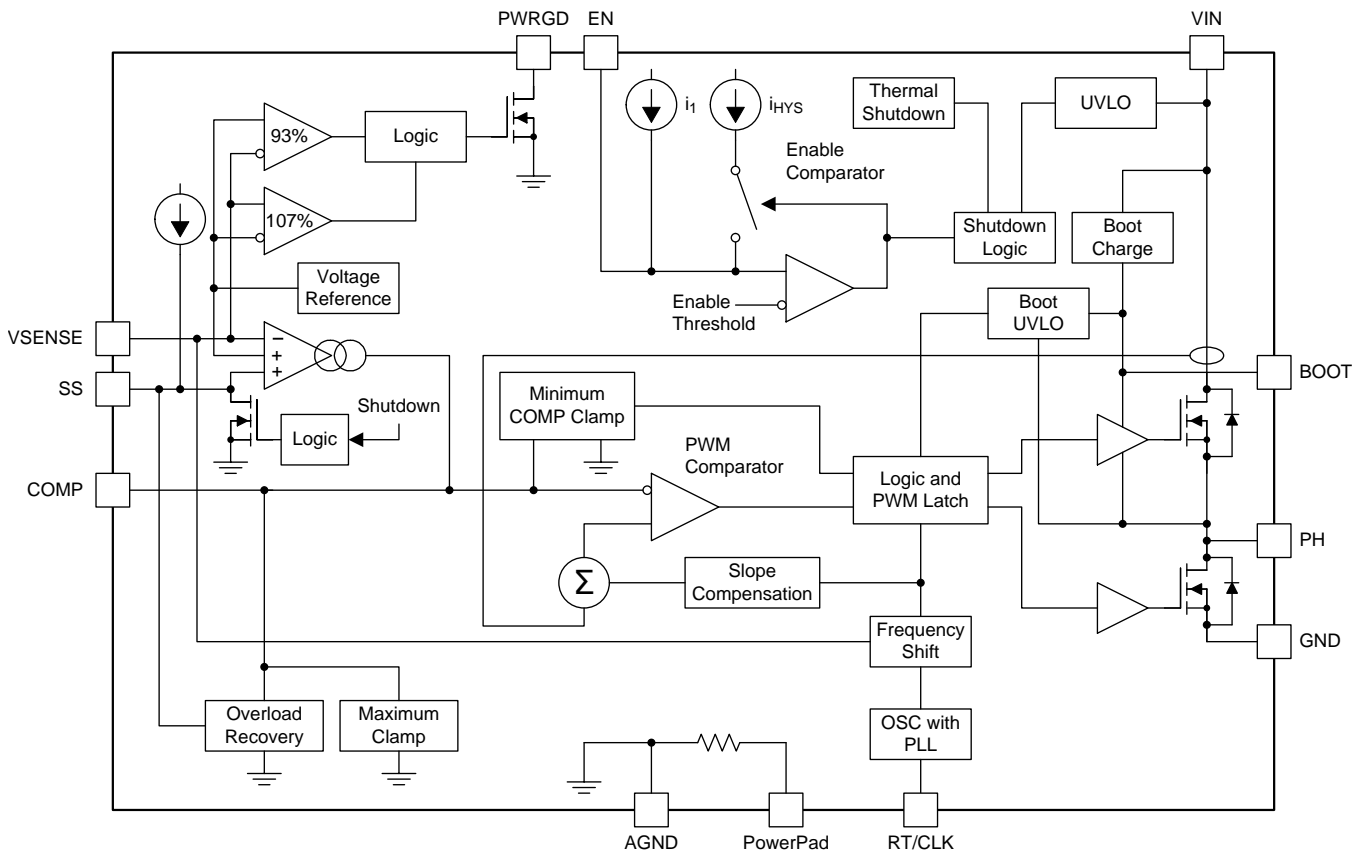 PWRGD
EN
VIN
93%
Logic
i1
iHYS
Thermal
Shutdown
UVLO
Enable
Comparator
107%
Shutdown
Logic
Boot
Charge
Voltage
Reference
Enable
Threshold
Boot
UVLO
VSENSE
−
+
+
SS
BOOT
Shutdown
Logic
Minimum
COMP Clamp
PWM
Comparator
COMP
Logic and
PWM Latch
PH
Σ
Slope
Compensation
Frequency
Shift
GND
Overload
Recovery
Maximum
Clamp
OSC with
PLL
AGND
PowerPad
RT/CLK